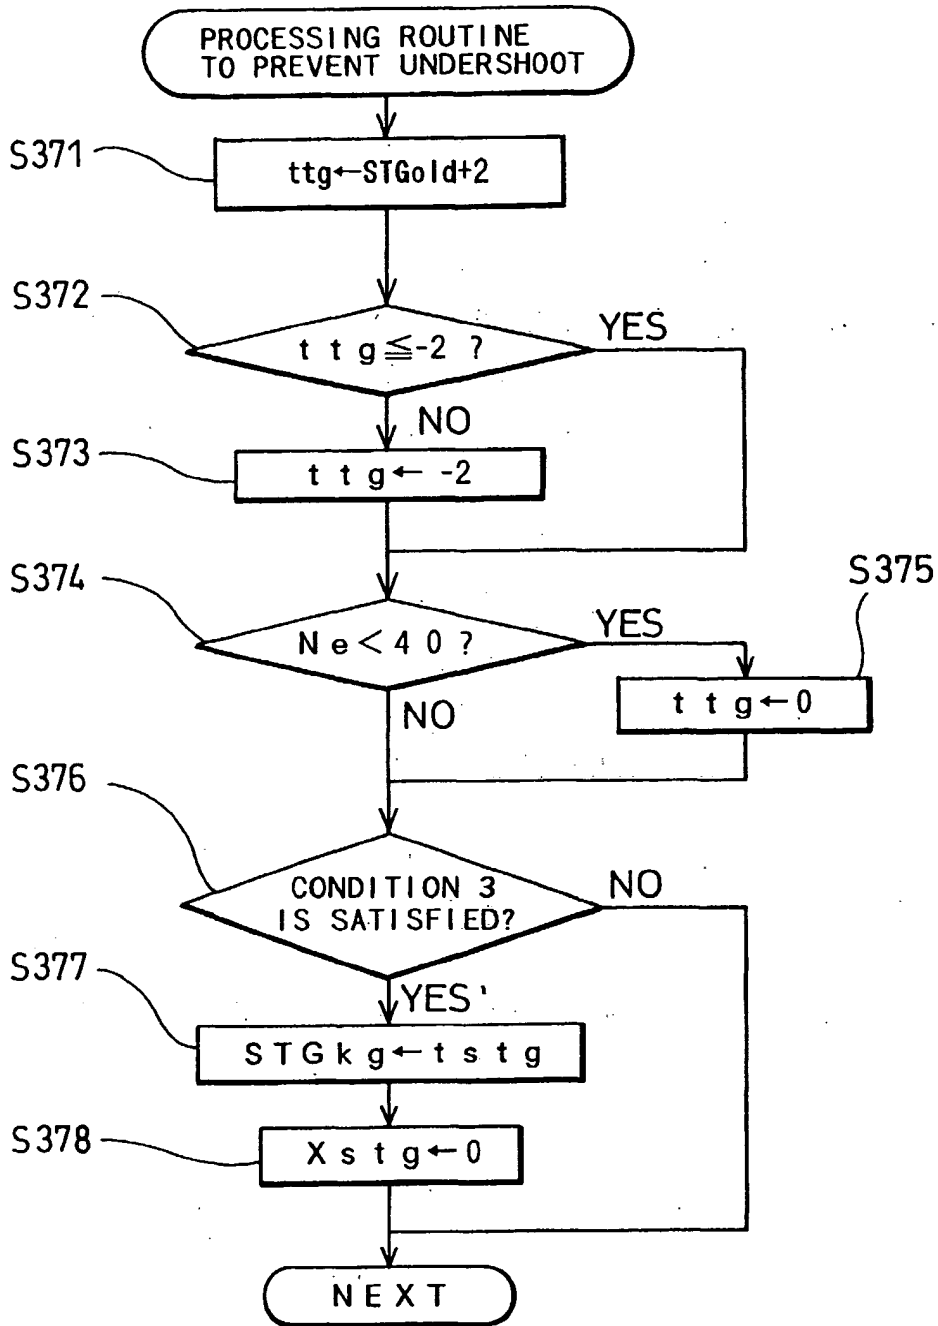 PROCESSING ROUTINE
TO PREVENT UNDERSHOOT
S371
ttg←STGold+2
S372
ttg≦-2 ?
YES
NO
S373
ttg← -2
S374
Ne<40?
YES
S375
NO
ttg←0
S376
CONDITION 3
IS SATISFIED?
NO
S377
YES
STGkg←tstg
S378
Xstg←0
NEXT